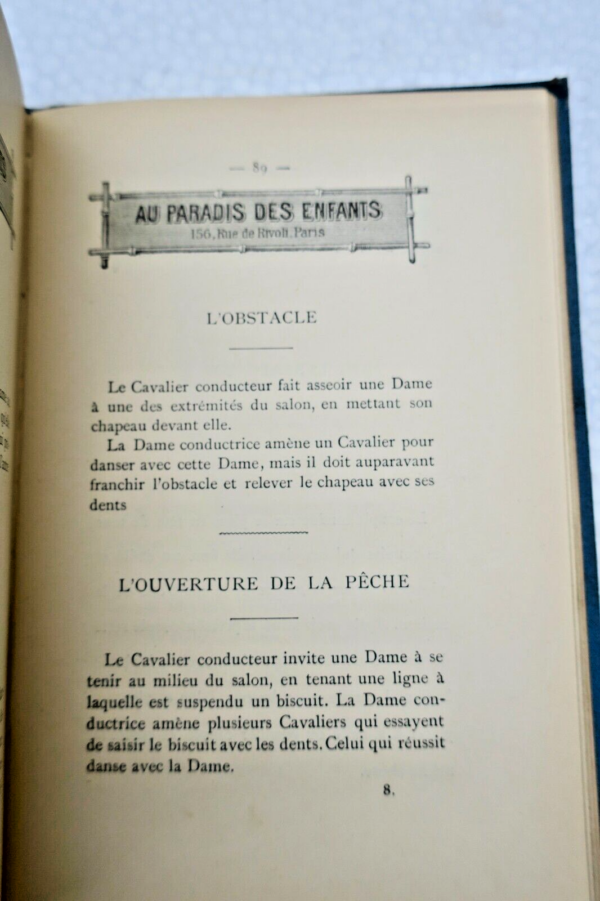 — 89 —
AU PARADIS DES ENFANTS
156, Rue de Rivoli, Paris
L'OBSTACLE
Le Cavalier conducteur fait asseoir une Dame
à une des extrémités du salon, en mettant son
chapeau devant elle.
La Dame conductrice amène un Cavalier pour
danser avec cette Dame, mais il doit auparavant
franchir l'obstacle et relever le chapeau avec ses
dents
L'OUVERTURE DE LA PÊCHE
Le Cavalier conducteur invite une Dame à se
tenir au milieu du salon, en tenant une ligne à
laquelle est suspendu un biscuit. La Dame con-
ductrice amène plusieurs Cavaliers qui essayent
de saisir le biscuit avec les dents. Celui qui réussit
danse avec la Dame.
8.